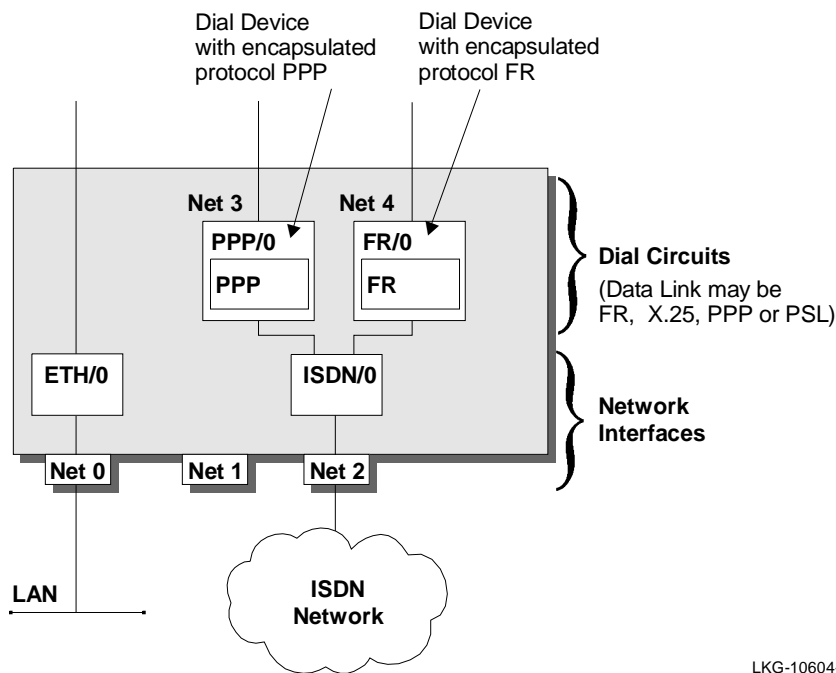 Dial Device
with encapsulated
protocol PPP
Dial Device
with encapsulated
protocol FR
Net 3
Net 4
PPP/0
FR/0
PPP
FR
Dial Circuits
(Data Link may be
FR, X.25, PPP or PSL)
ETH/0
ISDN/0
Network
Interfaces
Net 0
Net 1
Net 2
LAN
ISDN
Network
LKG-10604